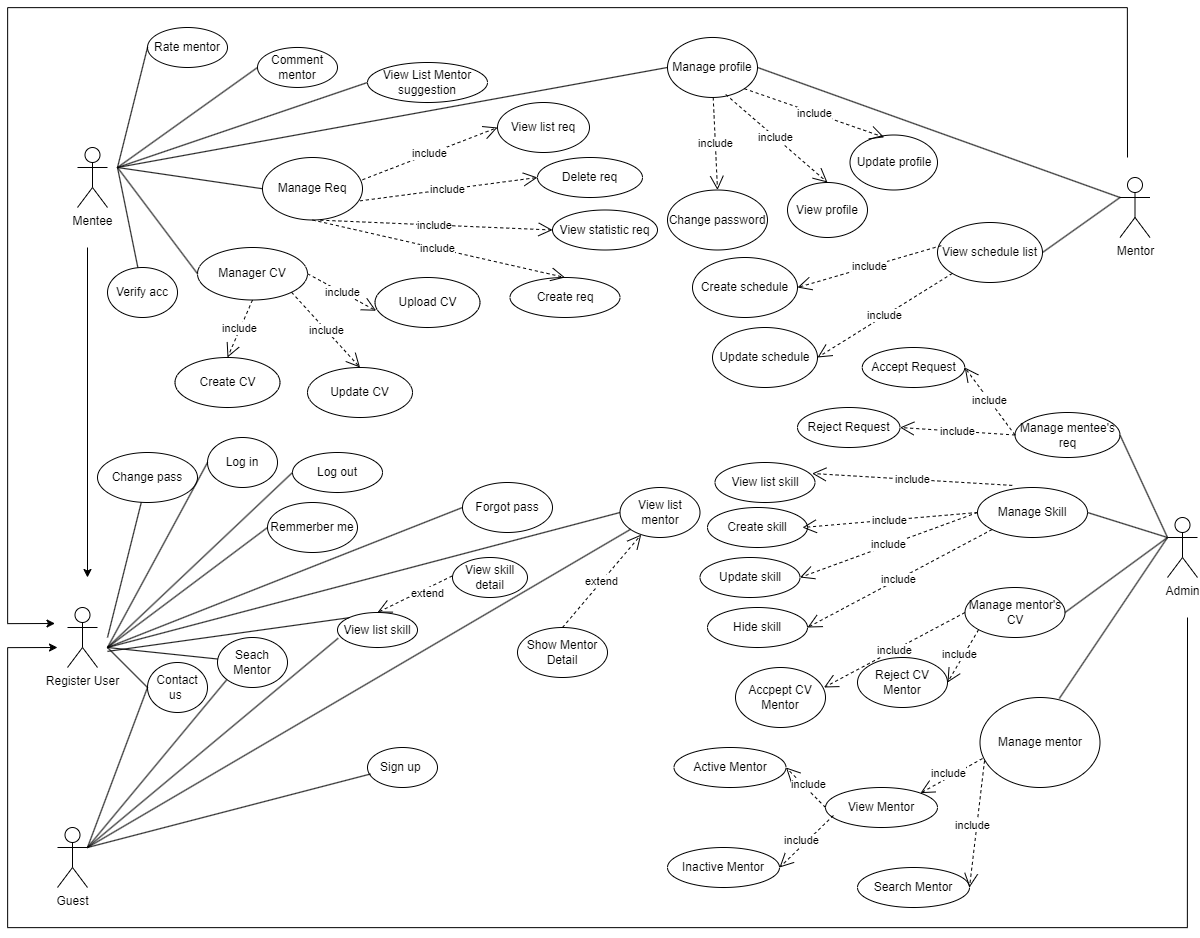 Rate mentor
Comment
mentor
View List Mentor
suggestion
Manage profile
include
include
include
Update profile
View profile
Change password
View list req
include
Manage Req
include
Delete req
include
View statistic req
include
Create req
Mentee
Mentor
View schedule list
include
Create schedule
include
Update schedule
Manager CV
include
Upload CV
Verify acc
include
include
Create CV
Update CV
Accept Request
include
Reject Request
include
Manage mentee's
req
Change pass
Log in
Log out
Remmerber me
Forgot pass
View list
mentor
View skill
detail
extend
extend
View list skill
Show Mentor
Detail
Register User
Seach
Mentor
Contact
us
Sign up
Guest
View list skill
include
Manage Skill
Create skill
include
include
Update skill
include
Hide skill
Admin
Manage mentor's
CV
include
include
Accpept CV
Mentor
Reject CV
Mentor
Manage mentor
Active Mentor
include
include
View Mentor
include
include
Inactive Mentor
Search Mentor